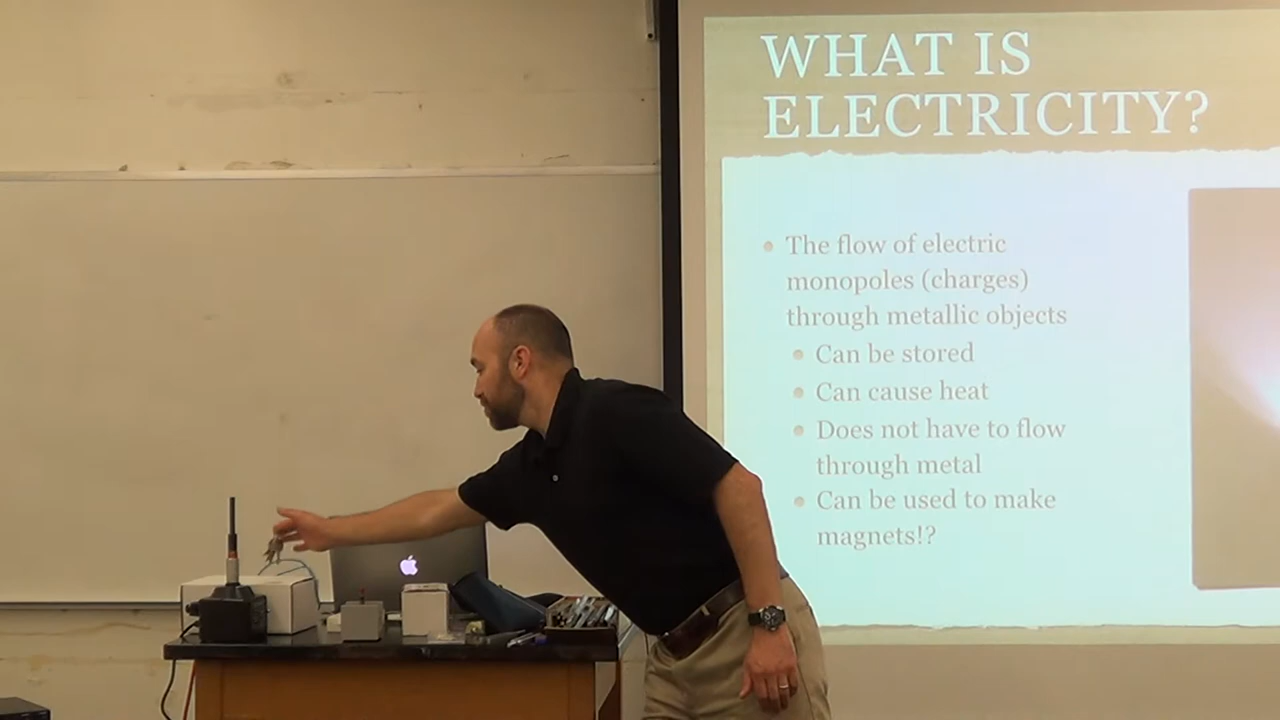 WHAT IS
ELECTRICITY?
• The flow of electric
monopoles (charges)
through metallic objects
• Can be stored
• Can cause heat
• Does not have to flow
through metal
• Can be used to make
magnets!?